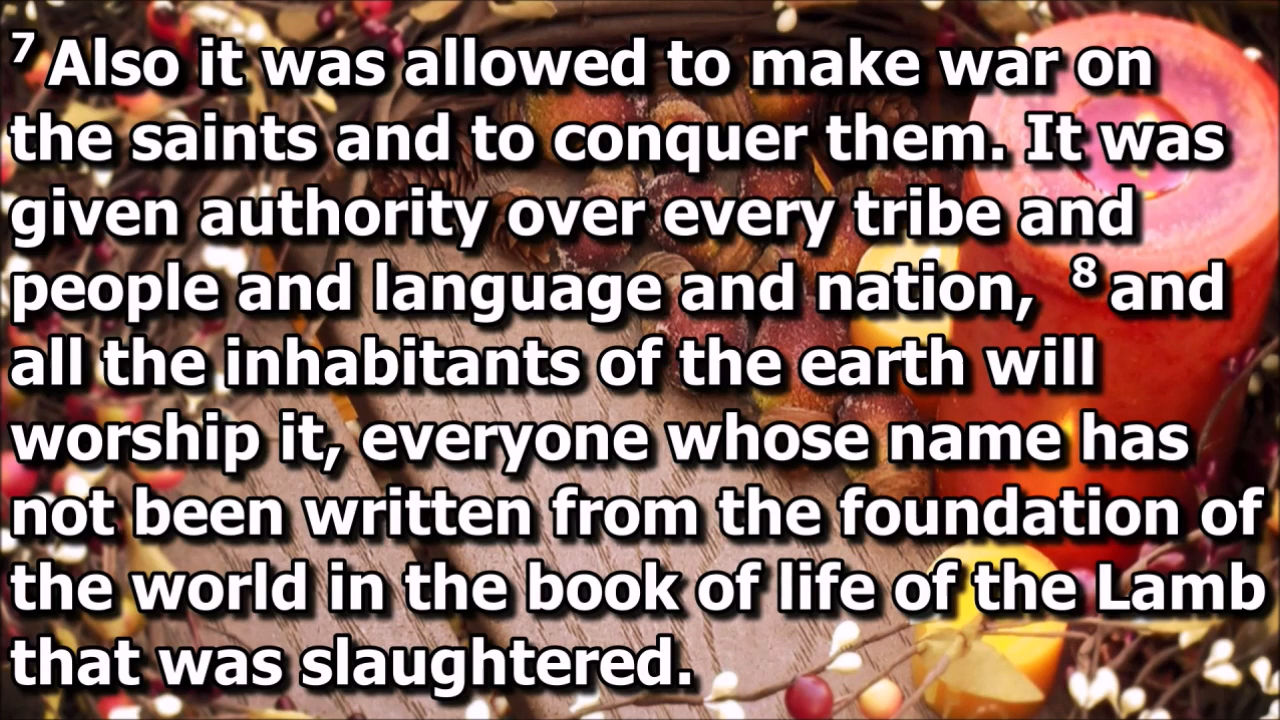 7 Also it was allowed to make war on
the saints and to conquer them. It was
given authority over every tribe and
people and language and nation, 8 and
all the inhabitants of the earth will
worship it, everyone whose name has
not been written from the foundation of
the world in the book of life of the Lamb
that was slaughtered.